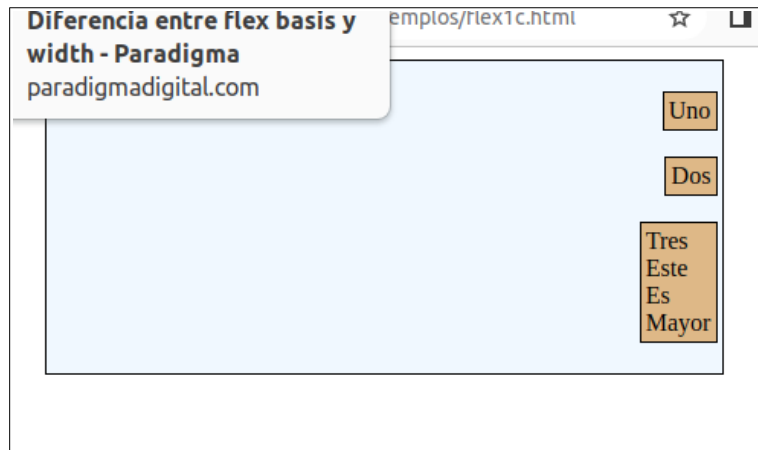 Diferencia entre flex basis y
width - Paradigma
paradigmadigital.com
emplos/flex1c.html
Uno
Dos
Tres
Este
Es
Mayor